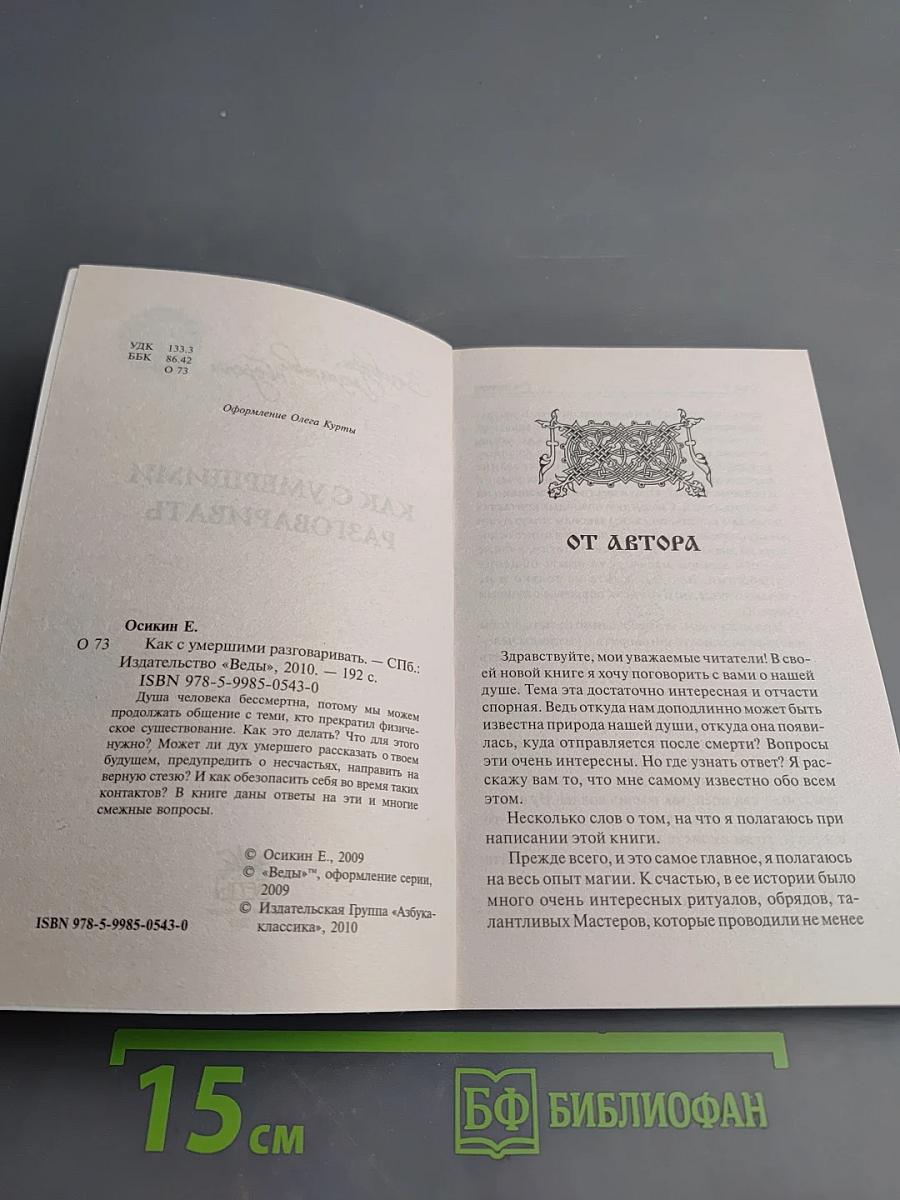 УДК 133.3
ББК 86.42
О 73
Оформление Олега Курты
КАК С УМЕРШИМИ
РАЗГОВАРИВАТЬ
Осикин Е.
О 73 Как с умершими разговаривать. — СПб.:
Издательство «Веды», 2010. — 192 с.
ISBN 978-5-9985-0543-0
Душа человека бессмертна, потому мы можем
продолжать общение с теми, кто прекратил физиче-
ское существование. Как это делать? Что для этого
нужно? Может ли дух умершего рассказать о твоем
будущем, предупредить о несчастьях, направить на
верную стезю? И как обезопасить себя во время таких
контактов? В книге даны ответы на эти и многие
смежные вопросы.
© Осикин Е., 2009
© «Веды»™, оформление серии,
2009
© Издательская Группа «Азбука-
классика», 2010
ISBN 978-5-9985-0543-0
ОТ АВТОРА
Здравствуйте, мои уважаемые читатели! В сво-
ей новой книге я хочу поговорить с вами о нашей
душе. Тема эта достаточно интересная и отчасти
спорная. Ведь откуда нам доподлинно может быть
известна природа нашей души, откуда она появи-
лась, куда отправляется после смерти? Вопросы
эти очень интересны. Но где узнать ответ? Я рас-
скажу вам то, что мне самому известно обо всем
этом.
Несколько слов о том, на что я полагаюсь при
написании этой книги.
Прежде всего, и это самое главное, я полагаюсь
на весь опыт магии. К счастью, в ее истории было
много очень интересных ритуалов, обрядов, та-
лантливых Мастеров, которые проводили не менее
15 см
БФ БИБЛИОФАН